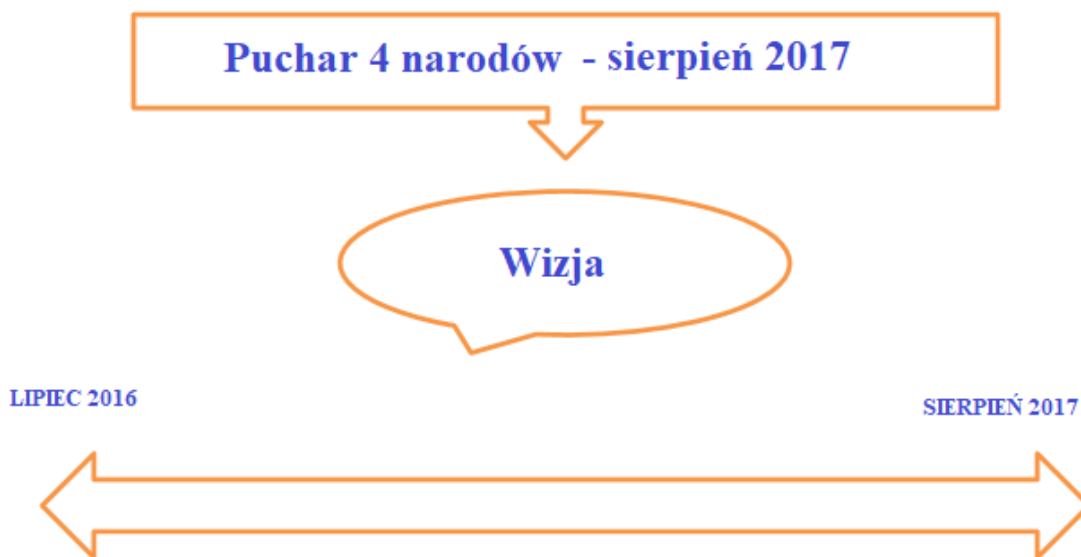 Puchar 4 narodów - sierpień 2017
Wizja
LIPIEC 2016
SIERPIEŃ 2017